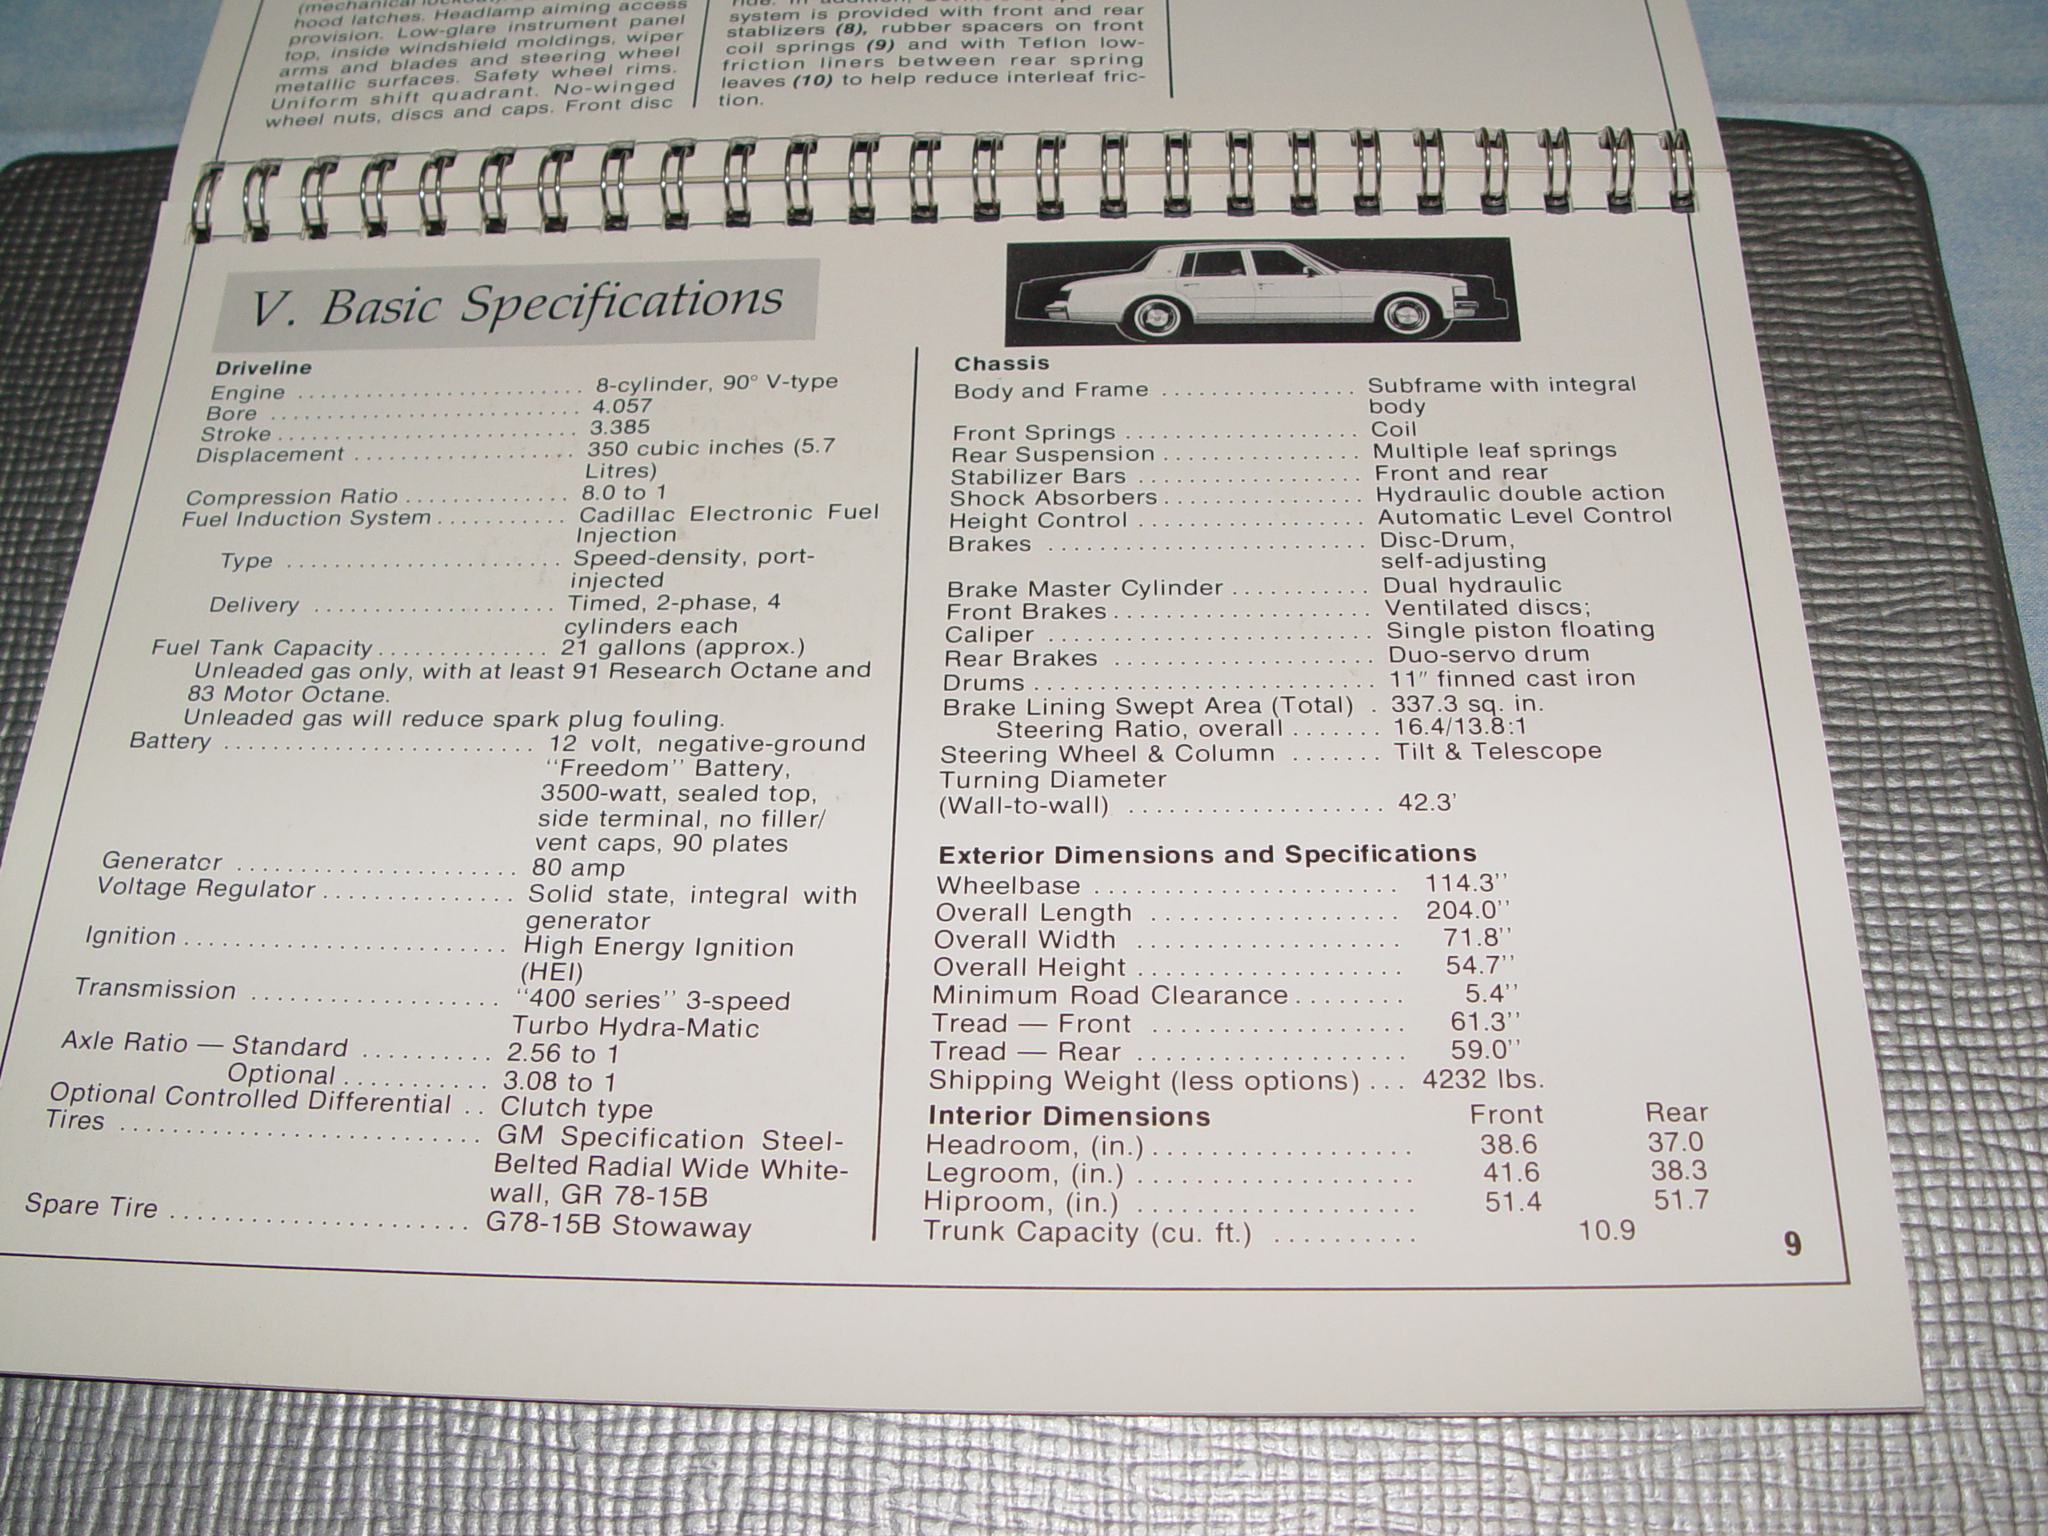 (mechanical
hood latches. Headlamp aiming access
provision. Low-glare instrument panel
top, inside windshield moldings, wiper
arms and blades and steering wheel
metallic surfaces. Safety wheel rims.
Uniform shift quadrant. No-winged
wheel nuts, discs and caps. Front disc
system is provided with front and rear
stablizers (8), rubber spacers on front
coil springs (9) and with Teflon low-
friction liners between rear spring
leaves (10) to help reduce interleaf fric-
tion.
V. Basic Specifications
Driveline
Engine ........................ 8-cylinder, 90° V-type
Bore ........................ 4.057
Stroke ........................ 3.385
Displacement .................. 350 cubic inches (5.7
Litres)
Compression Ratio ............. 8.0 to 1
Fuel Induction System ........... Cadillac Electronic Fuel
Injection
Type ........................ Speed-density, port-
injected
Delivery ..................... Timed, 2-phase, 4
cylinders each
Fuel Tank Capacity .............. 21 gallons (approx.)
Unleaded gas only, with at least 91 Research Octane and
83 Motor Octane.
Unleaded gas will reduce spark plug fouling.
Battery ........................ 12 volt, negative-ground
"Freedom" Battery,
3500-watt, sealed top,
side terminal, no filler/
vent caps, 90 plates
Generator ..................... 80 amp
Voltage Regulator ............... Solid state, integral with
generator
Ignition ........................ High Energy Ignition
(HEI)
Transmission ................... "400 series" 3-speed
Turbo Hydra-Matic
Axle Ratio — Standard .......... 2.56 to 1
Optional ........... 3.08 to 1
Optional Controlled Differential .. Clutch type
Tires ........................ GM Specification Steel-
Belted Radial Wide White-
wall, GR 78-15B
Spare Tire ..................... G78-15B Stowaway
Chassis
Body and Frame ................ Subframe with integral
body
Front Springs ................... Coil
Rear Suspension ................ Multiple leaf springs
Stabilizer Bars .................. Front and rear
Shock Absorbers ................ Hydraulic double action
Height Control .................. Automatic Level Control
Brakes ........................ Disc-Drum,
self-adjusting
Brake Master Cylinder ........... Dual hydraulic
Front Brakes .................... Ventilated discs;
Caliper ........................ Single piston floating
Rear Brakes .................... Duo-servo drum
Drums ........................ 11" finned cast iron
Brake Lining Swept Area (Total) . 337.3 sq. in.
Steering Ratio, overall ....... 16.4/13.8:1
Steering Wheel & Column ....... Tilt & Telescope
Turning Diameter
(Wall-to-wall) ................... 42.3'
Exterior Dimensions and Specifications
Wheelbase ........................ 114.3''
Overall Length ................... 204.0''
Overall Width .................... 71.8''
Overall Height .................... 54.7''
Minimum Road Clearance ........ 5.4''
Tread — Front ................... 61.3''
Tread — Rear .................... 59.0''
Shipping Weight (less options) ... 4232 lbs.
Interior Dimensions Front Rear
Headroom, (in.) .................... 38.6 37.0
Legroom, (in.) ..................... 41.6 38.3
Hiproom, (in.) ..................... 51.4 51.7
Trunk Capacity (cu. ft.) .......... 10.9
9